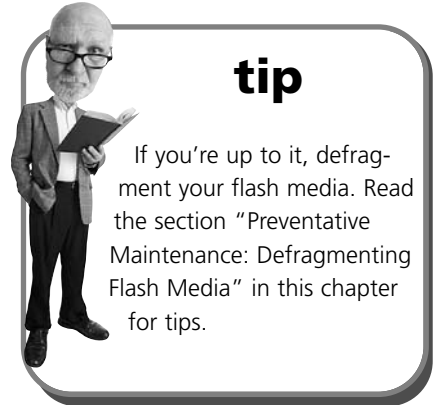 tip
If you’re up to it, defrag-
ment your flash media. Read
the section “Preventative
Maintenance: Defragmenting
Flash Media” in this chapter
for tips.